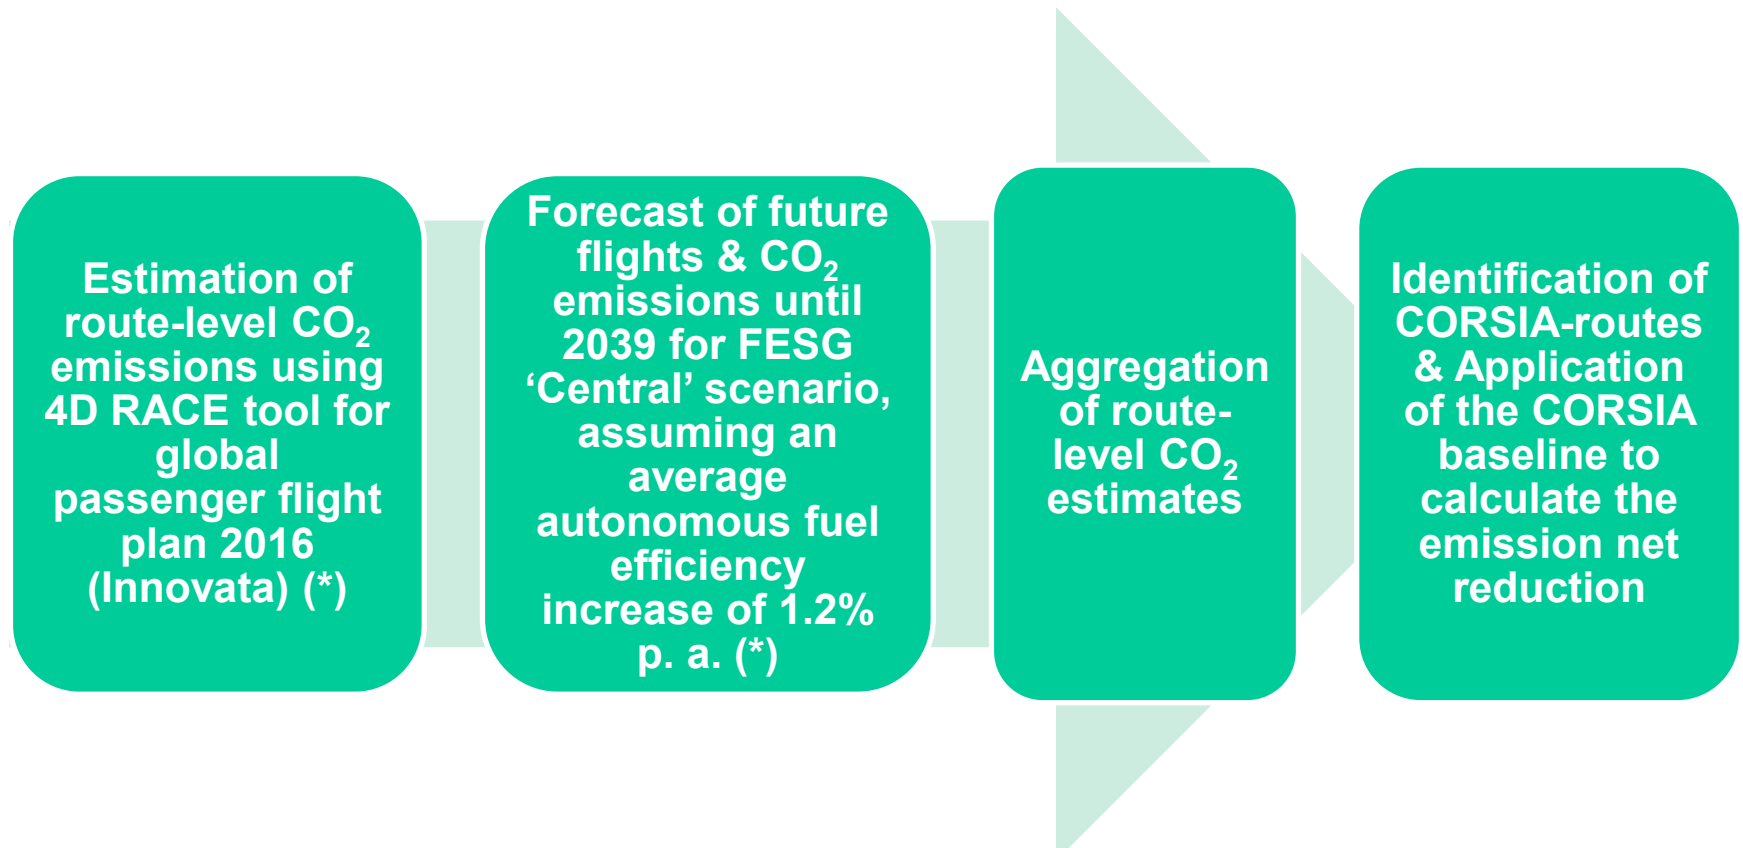 Estimation of
route-level CO₂
emissions using
4D RACE tool for
global
passenger flight
plan 2016
(Innovata) (*)
Forecast of future
flights & CO₂
emissions until
2039 for FESG
‘Central’ scenario,
assuming an
average
autonomous fuel
efficiency
increase of 1.2%
p. a. (*)
Aggregation
of route-
level CO₂
estimates
Identification of
CORSIA-routes
& Application
of the CORSIA
baseline to
calculate the
emission net
reduction